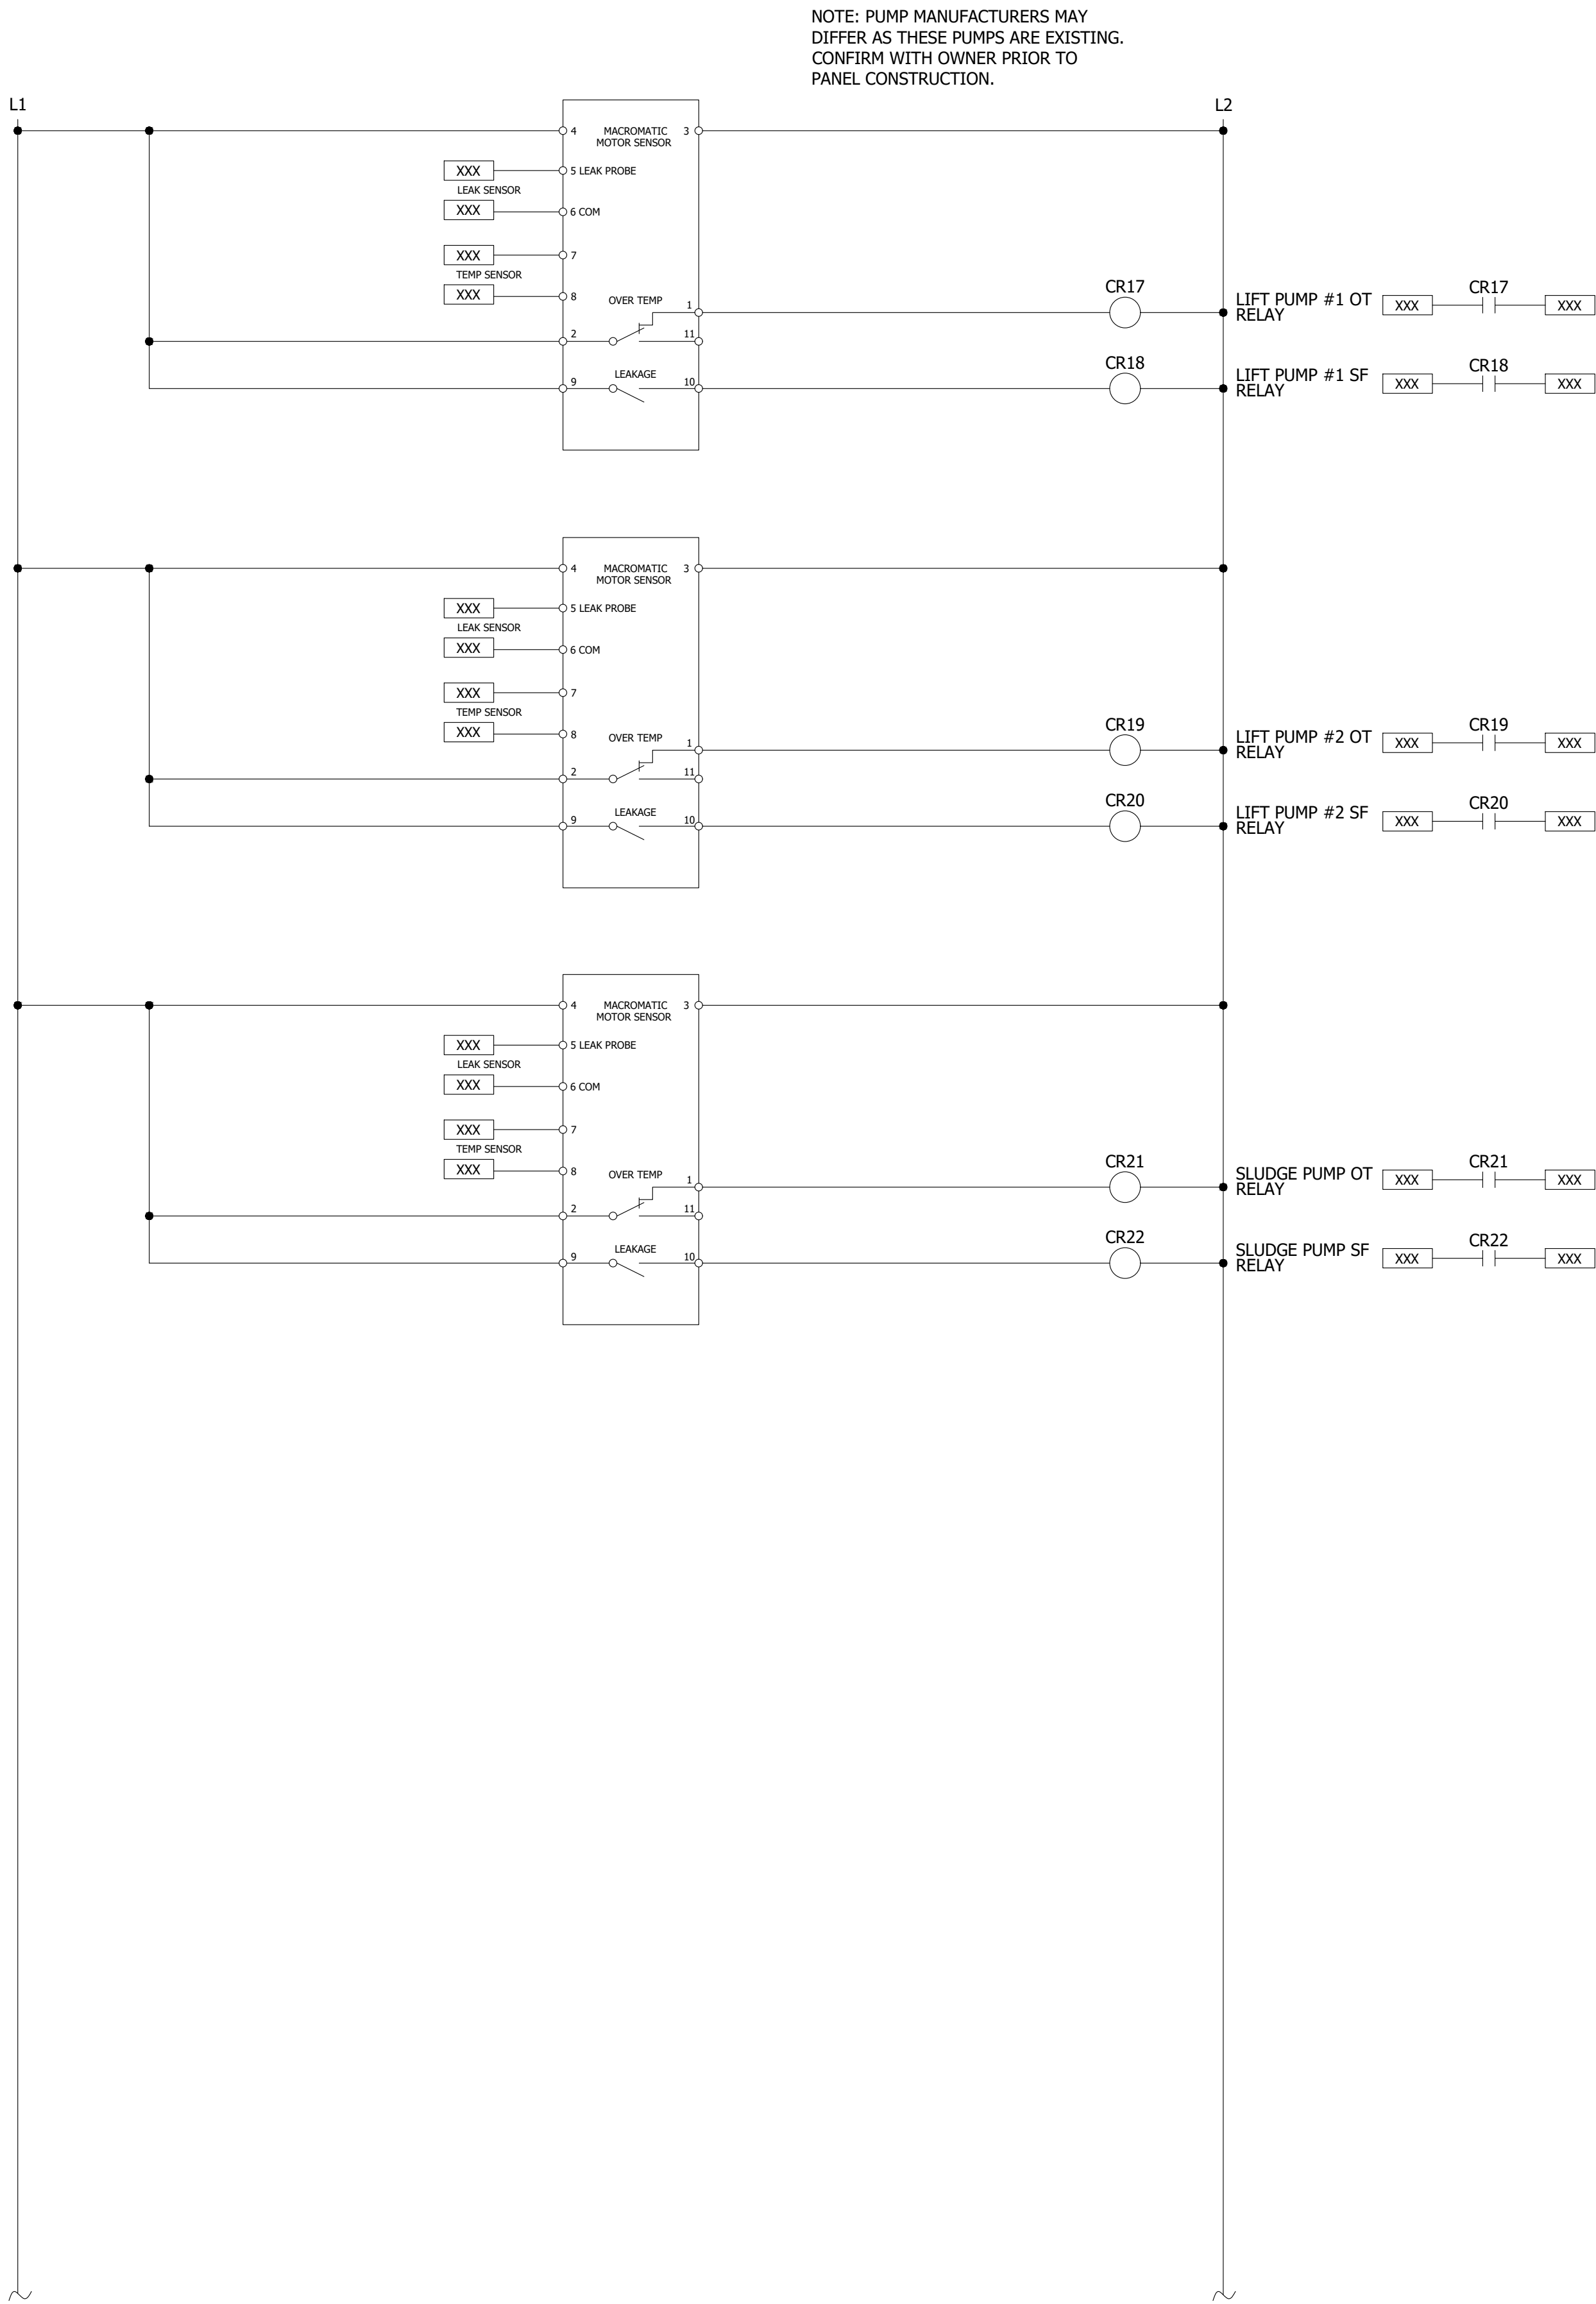 NOTE: PUMP MANUFACTURERS MAY
DIFFER AS THESE PUMPS ARE EXISTING.
CONFIRM WITH OWNER PRIOR TO
PANEL CONSTRUCTION.
L1
L2
4 MACROMATIC 3
MOTOR SENSOR
XXX 5 LEAK PROBE
LEAK SENSOR
XXX 6 COM
XXX 7
TEMP SENSOR
XXX 8
OVER TEMP 1
2 11
CR17
LIFT PUMP #1 OT
RELAY
XXX CR17 XXX
LEAKAGE
9 10
CR18
LIFT PUMP #1 SF
RELAY
XXX CR18 XXX
4 MACROMATIC 3
MOTOR SENSOR
XXX 5 LEAK PROBE
LEAK SENSOR
XXX 6 COM
XXX 7
TEMP SENSOR
XXX 8
OVER TEMP 1
2 11
CR19
LIFT PUMP #2 OT
RELAY
XXX CR19 XXX
LEAKAGE
9 10
CR20
LIFT PUMP #2 SF
RELAY
XXX CR20 XXX
4 MACROMATIC 3
MOTOR SENSOR
XXX 5 LEAK PROBE
LEAK SENSOR
XXX 6 COM
XXX 7
TEMP SENSOR
XXX 8
OVER TEMP 1
2 11
CR21
SLUDGE PUMP OT
RELAY
XXX CR21 XXX
LEAKAGE
9 10
CR22
SLUDGE PUMP SF
RELAY
XXX CR22 XXX